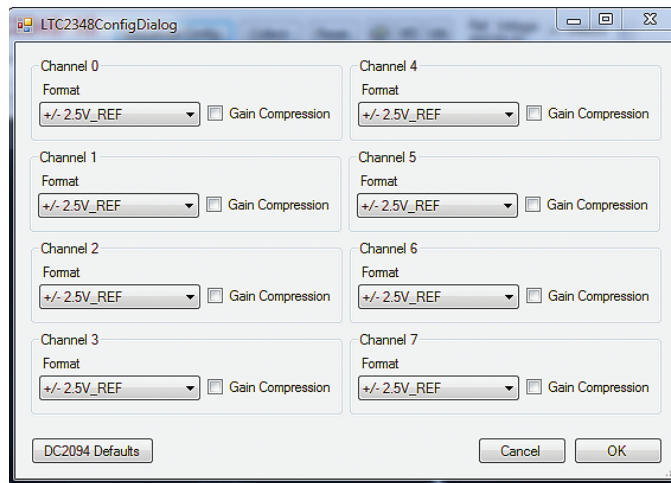 LTC2348ConfigDialog
Channel 0
Format
+/- 2.5V_REF
Gain Compression
Channel 4
Format
+/- 2.5V_REF
Gain Compression
Channel 1
Format
+/- 2.5V_REF
Gain Compression
Channel 5
Format
+/- 2.5V_REF
Gain Compression
Channel 2
Format
+/- 2.5V_REF
Gain Compression
Channel 6
Format
+/- 2.5V_REF
Gain Compression
Channel 3
Format
+/- 2.5V_REF
Gain Compression
Channel 7
Format
+/- 2.5V_REF
Gain Compression
DC2094 Defaults
Cancel
OK